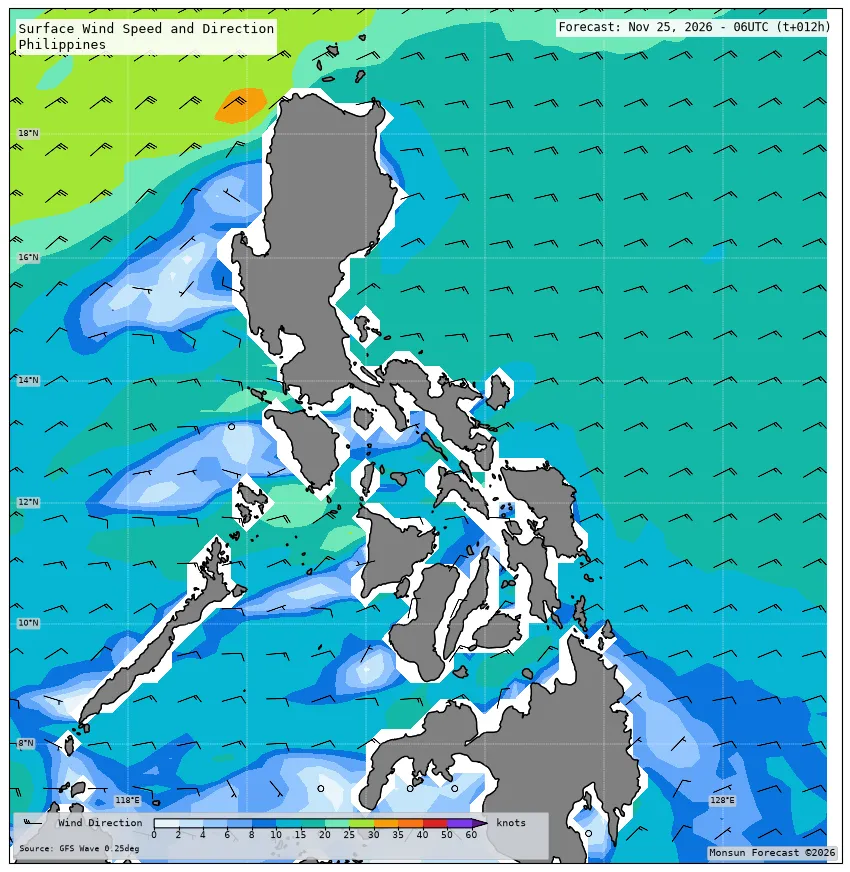 Surface Wind Speed and Direction
Philippines
Forecast: Nov 25, 2026 - 06UTC (t+012h)
18°N
16°N
14°N
12°N
10°N
8°N
118°E
128°E
Wind Direction
0 2 4 6 8 10 15 20 25 30 35 40 50 60
knots
Source: GFS Wave 0.25deg
Monsun Forecast ©2026